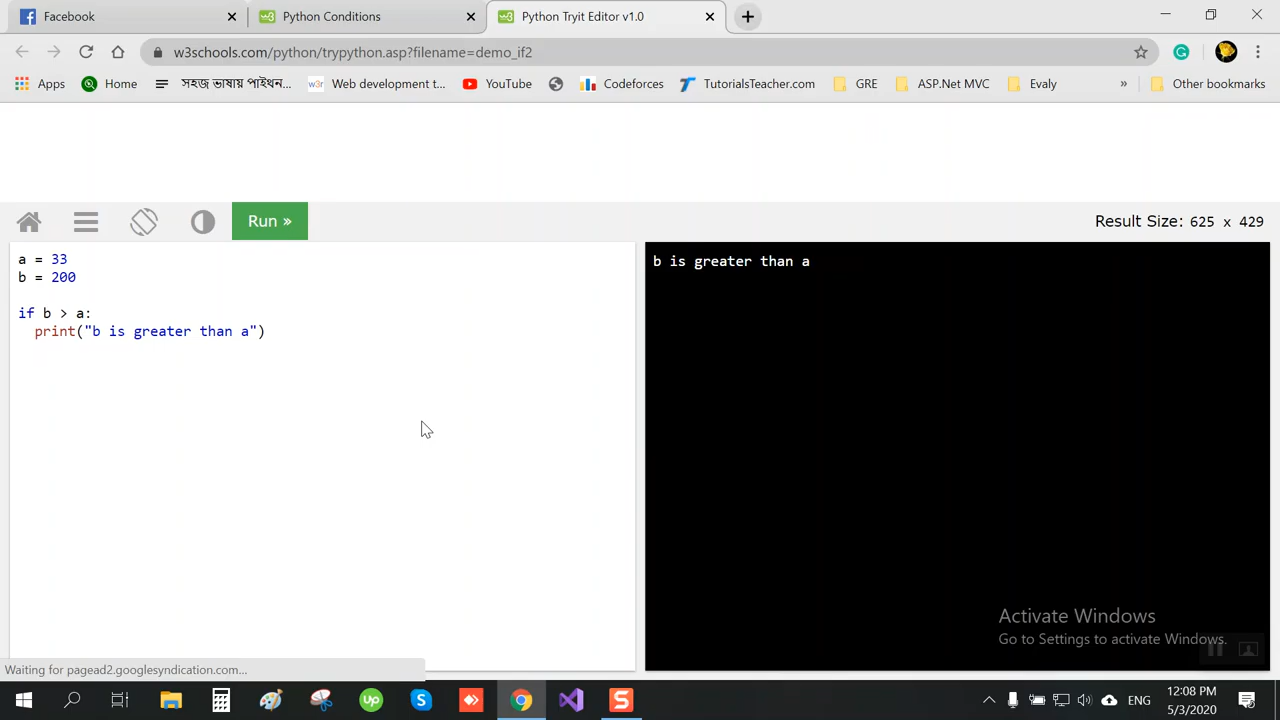 Facebook
Python Conditions
Python Tryit Editor v1.0
w3schools.com/python/trypython.asp?filename=demo_if2
Apps
Home
সহজ ভাষায় পাইথন...
w3r
Web development t...
YouTube
Codeforces
TutorialsTeacher.com
GRE
ASP.Net MVC
Evaly
»
Other bookmarks
Run »
Result Size: 625 x 429
a = 33
b = 200
if b > a:
print("b is greater than a")
b is greater than a
Activate Windows
Go to Settings to activate Windows.
Waiting for pagead2.googlesyndication.com...
ENG
12:08 PM
5/3/2020